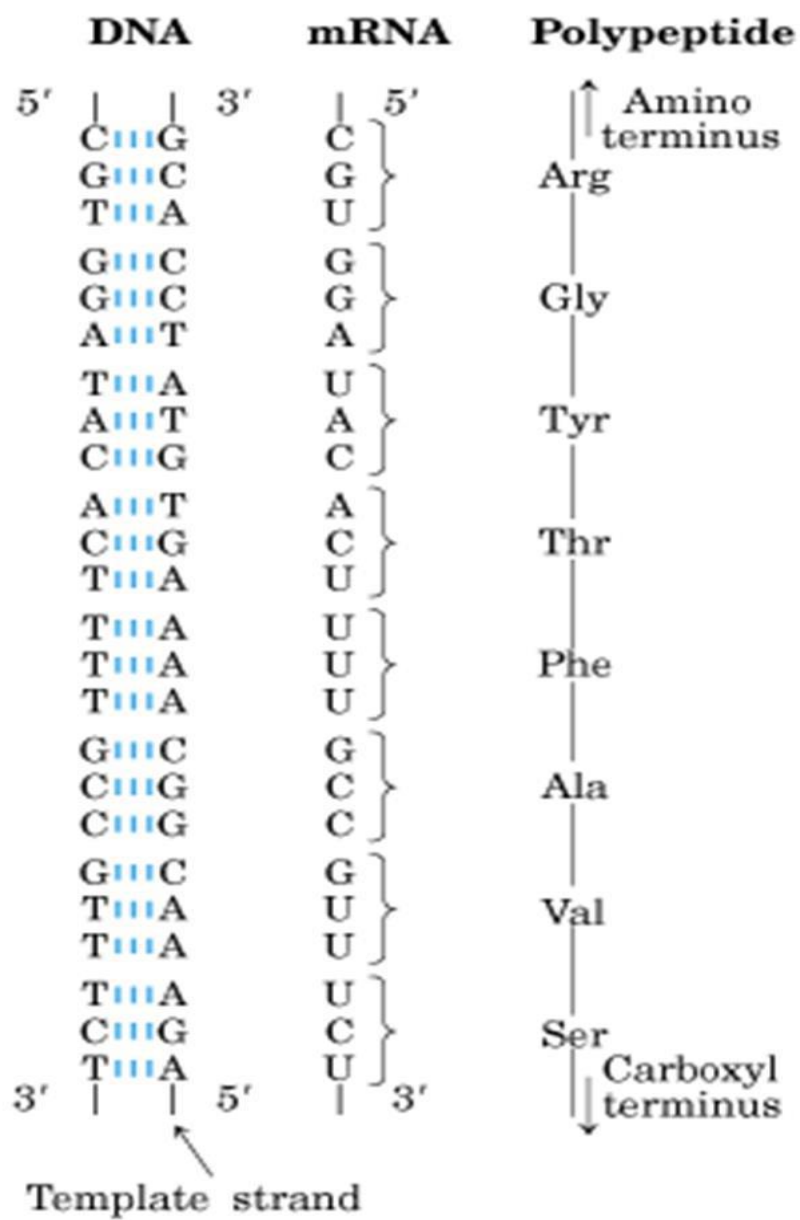 DNA mRNA Polypeptide
5′ 3′ 5′ Amino
terminus
C G C
G C G Arg
T A U
G C G
G C G Gly
A T A
T A U
A T A Tyr
C G C
A T A
C G C Thr
T A U
T A U
T A U Phe
T A U
G C G
C G C Ala
C G C
G C G
T A U Val
T A U
T A U
C G C Ser
T A U
Carboxyl
3′ 5′ 3′ terminus
Template strand